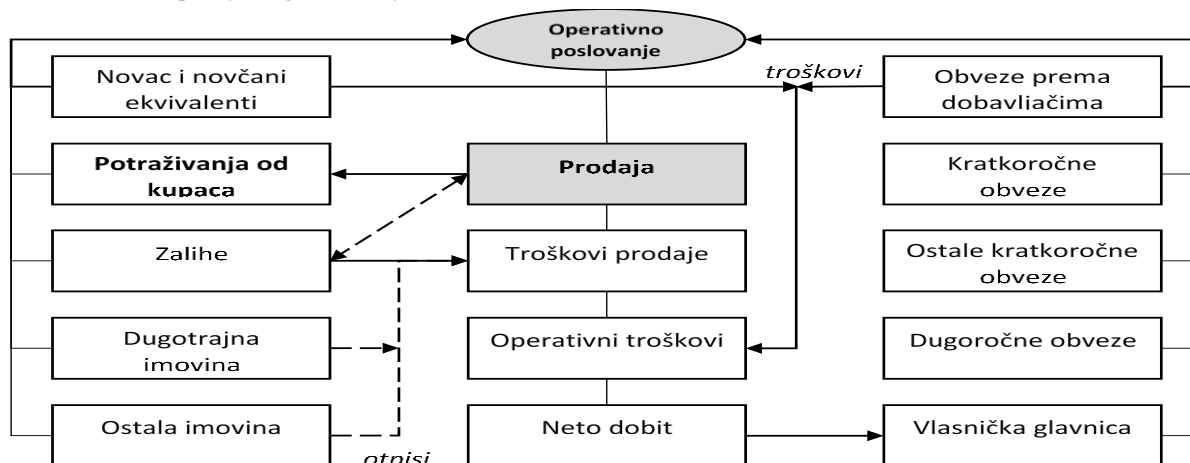 Operativno
poslovanje
Novac i novčani
ekvivalenti
troškovi
Obveze prema
dobavljačima
Potraživanja od
kupaca
Prodaja
Kratkoročne
obveze
Zalihe
Troškovi prodaje
Ostale kratkoročne
obveze
Dugotrajna
imovina
Operativni troškovi
Dugoročne obveze
Ostala imovina
Neto dobit
Vlasnička glavnica
otpisi